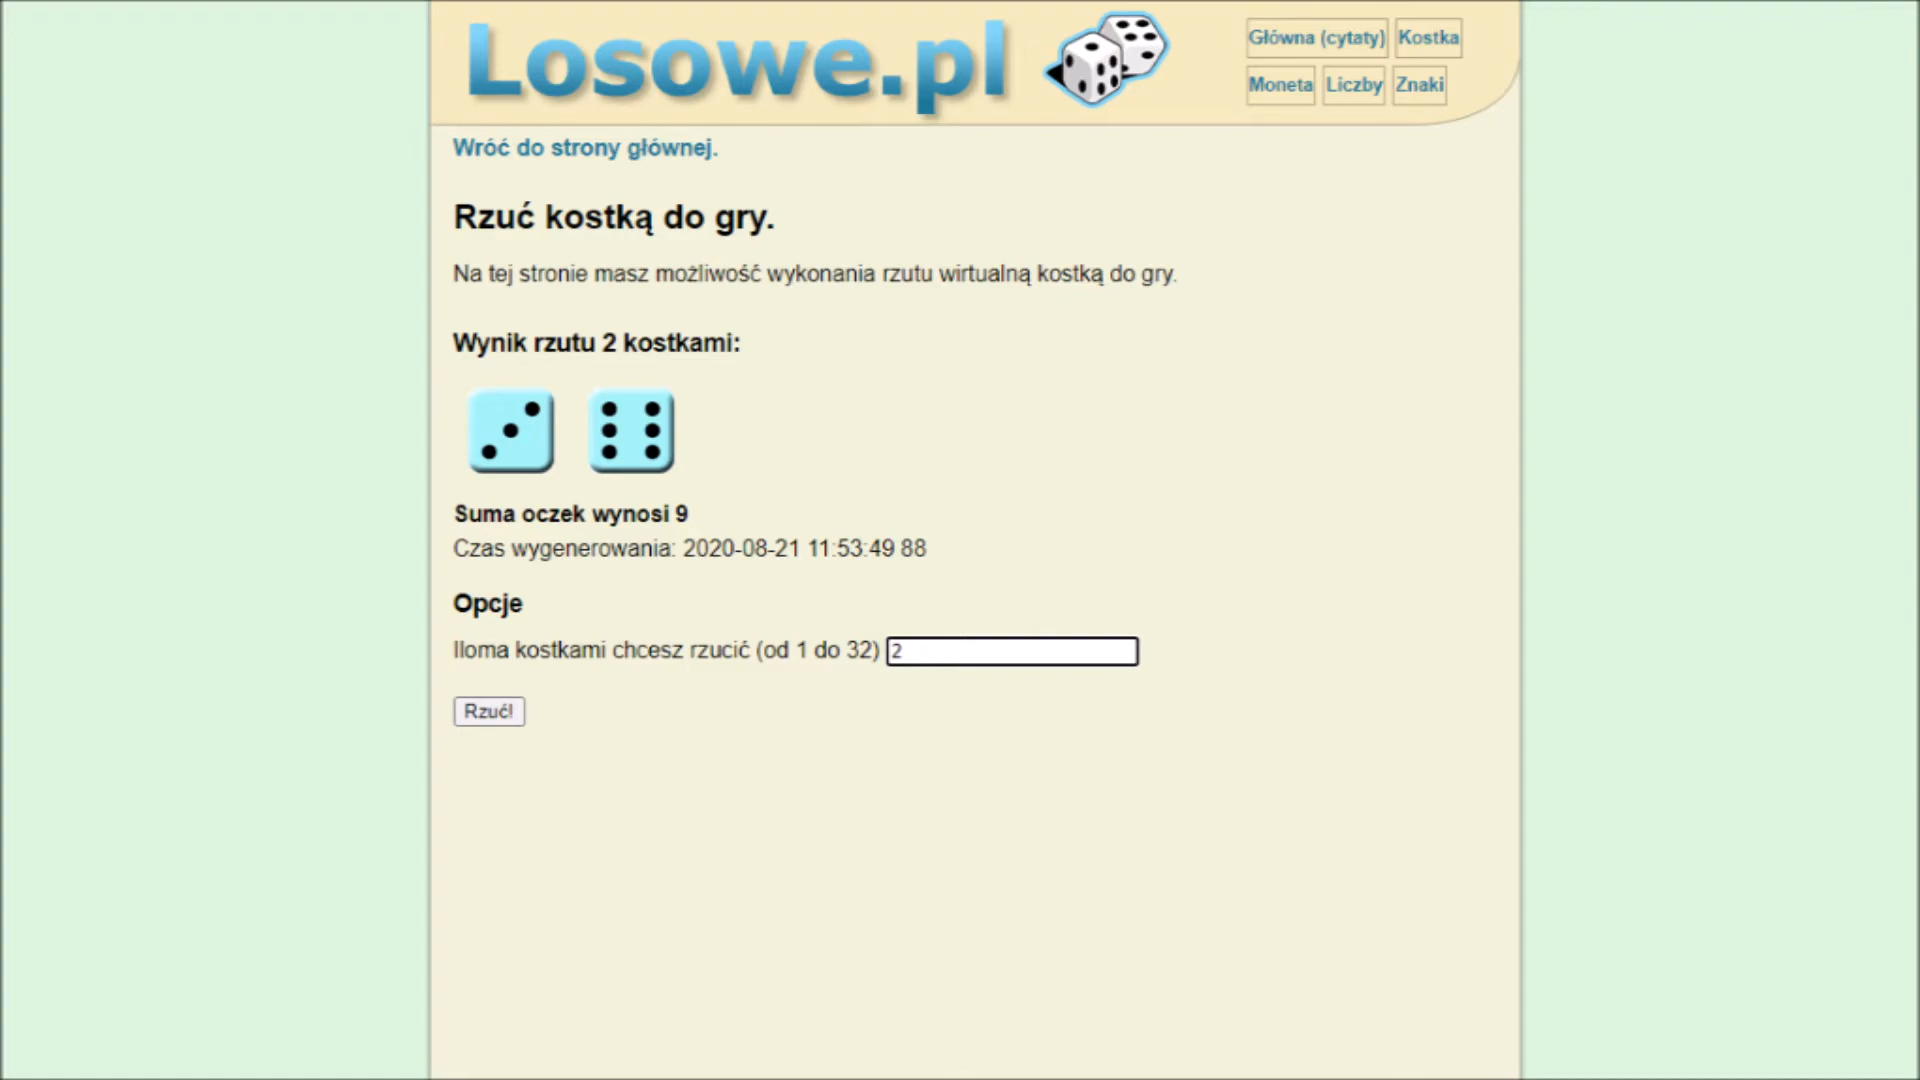 Losowe.pl
Główna (cytaty) Kostka
Moneta Liczby Znaki
Wróć do strony głównej.
Rzuć kostką do gry.
Na tej stronie masz możliwość wykonania rzutu wirtualną kostką do gry.
Wynik rzutu 2 kostkami:
Suma oczek wynosi 9
Czas wygenerowania: 2020-08-21 11:53:49 88
Opcje
Iloma kostkami chcesz rzucić (od 1 do 32) 2
Rzuć!